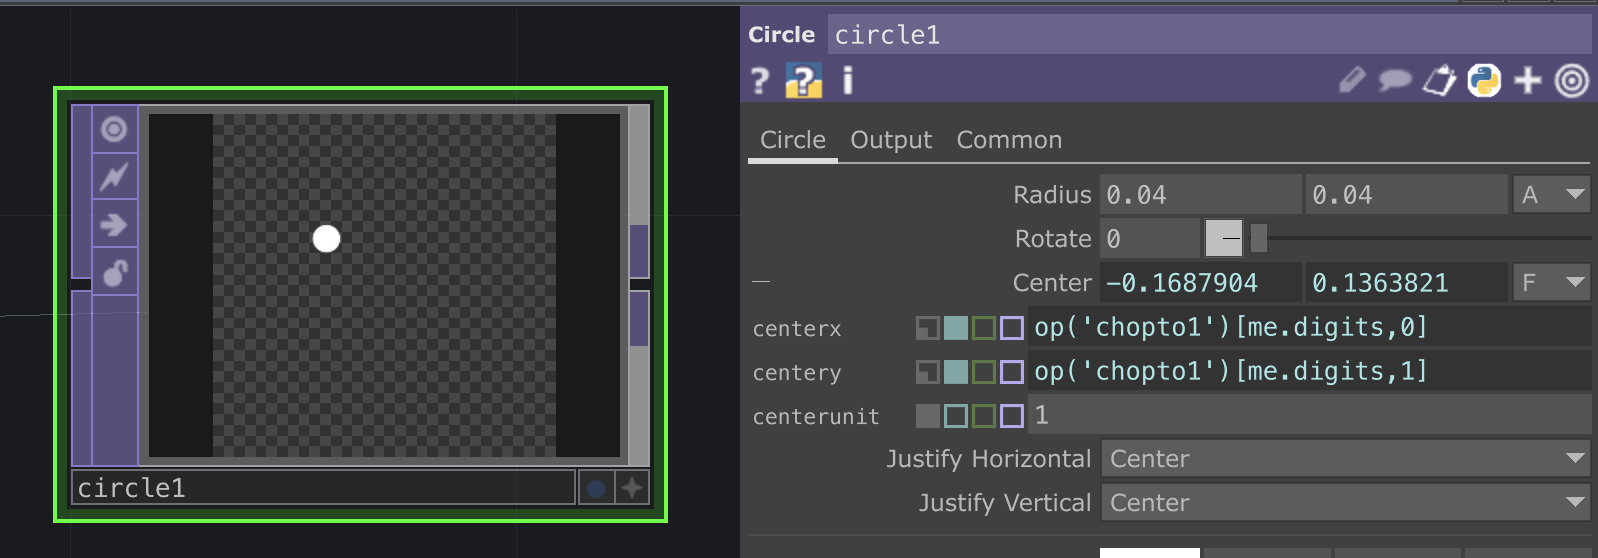 Circle circle1
? ? i
Circle Output Common
Radius 0.04 0.04 A
Rotate 0
Center -0.1687904 0.1363821 F
centerx op('chopto1')[me.digits,0]
centery op('chopto1')[me.digits,1]
centerunit 1
Justify Horizontal Center
Justify Vertical Center
circle1